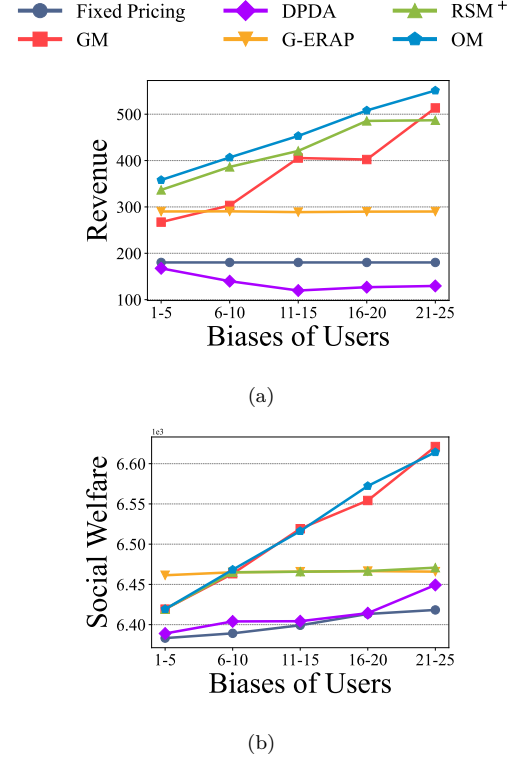 Fixed Pricing DPDA RSM+
GM G-ERAP OM
500
400
300
200
100
Revenue
1-5 6-10 11-15 16-20 21-25
Biases of Users
(a)
1e3
6.60
6.55
6.50
6.45
6.40
Social Welfare
1-5 6-10 11-15 16-20 21-25
Biases of Users
(b)